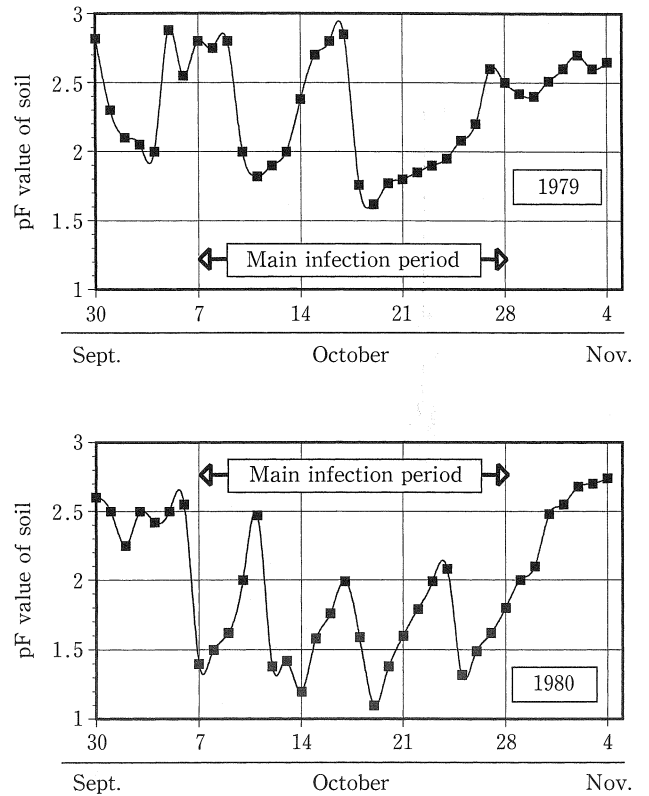 3
2.5
2
1.5
1
pF value of soil
1979
Main infection period
30 7 14 21 28 4
Sept. October Nov.
3
2.5
2
1.5
1
pF value of soil
Main infection period
1980
30 7 14 21 28 4
Sept. October Nov.